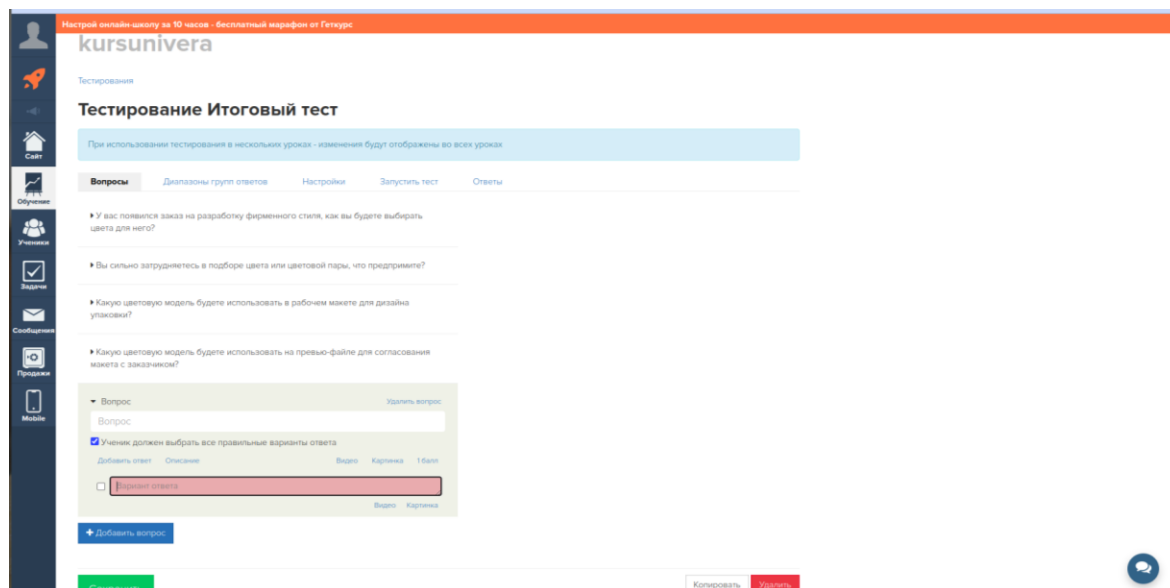 Настрой онлайн-школу за 10 часов - бесплатный марафон от Геткурс
kursunivera
Тестирования
Тестирование Итоговый тест
При использовании тестирования в нескольких уроках - изменения будут отображены во всех уроках
Вопросы Диапазоны групп ответов Настройки Запустить тест Ответы
У вас появился заказ на разработку фирменного стиля, как вы будете выбирать
цвета для него?
Вы сильно затрудняетесь в подборе цвета или цветовой пары, что предпримите?
Какую цветовую модель будете использовать в рабочем макете для дизайна
упаковки?
Какую цветовую модель будете использовать на превью-файле для согласования
макета с заказчиком?
Вопрос Удалить вопрос
Вопрос
Ученик должен выбрать все правильные варианты ответа
Добавить ответ Описание Видео Картинка 1 балл
Вариант ответа
Видео Картинка
+ Добавить вопрос
Сохранить Копировать Удалить
Сайт
Обучение
Ученики
Задачи
Сообщения
Продажи
Mobile